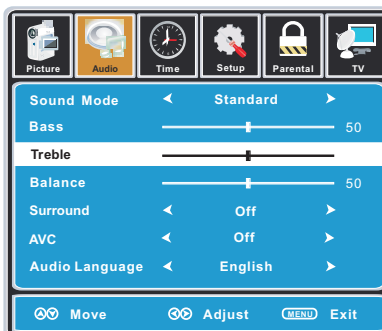 Picture Audio Time Setup Parental TV
Sound Mode Standard
Bass 50
Treble
Balance 50
Surround Off
AVC Off
Audio Language English
Move Adjust MENU Exit